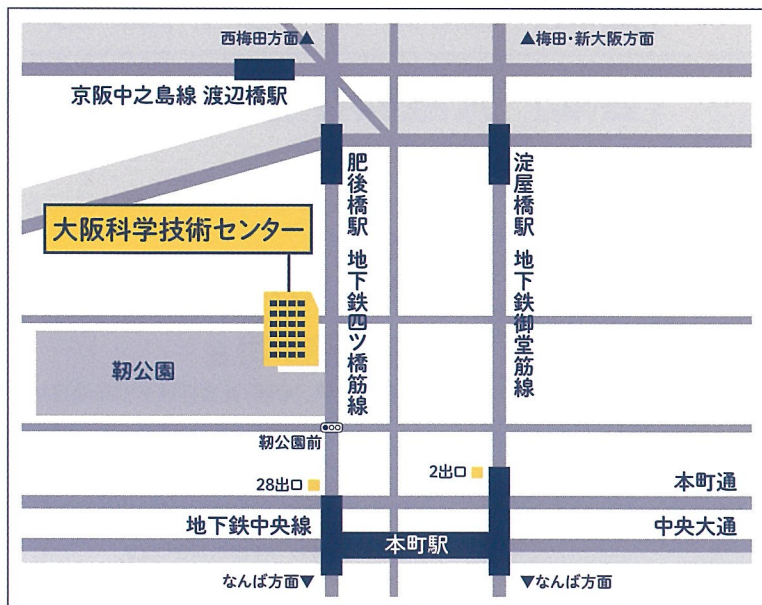 西梅田方面▲
▲梅田・新大阪方面
京阪中之島線 渡辺橋駅
肥後橋駅 地下鉄四ツ橋筋線
淀屋橋駅 地下鉄御堂筋線
大阪科学技術センター
靭公園
靭公園前
28出口
2出口
本町通
地下鉄中央線
本町駅
中央大通
なんば方面▼
▼なんば方面